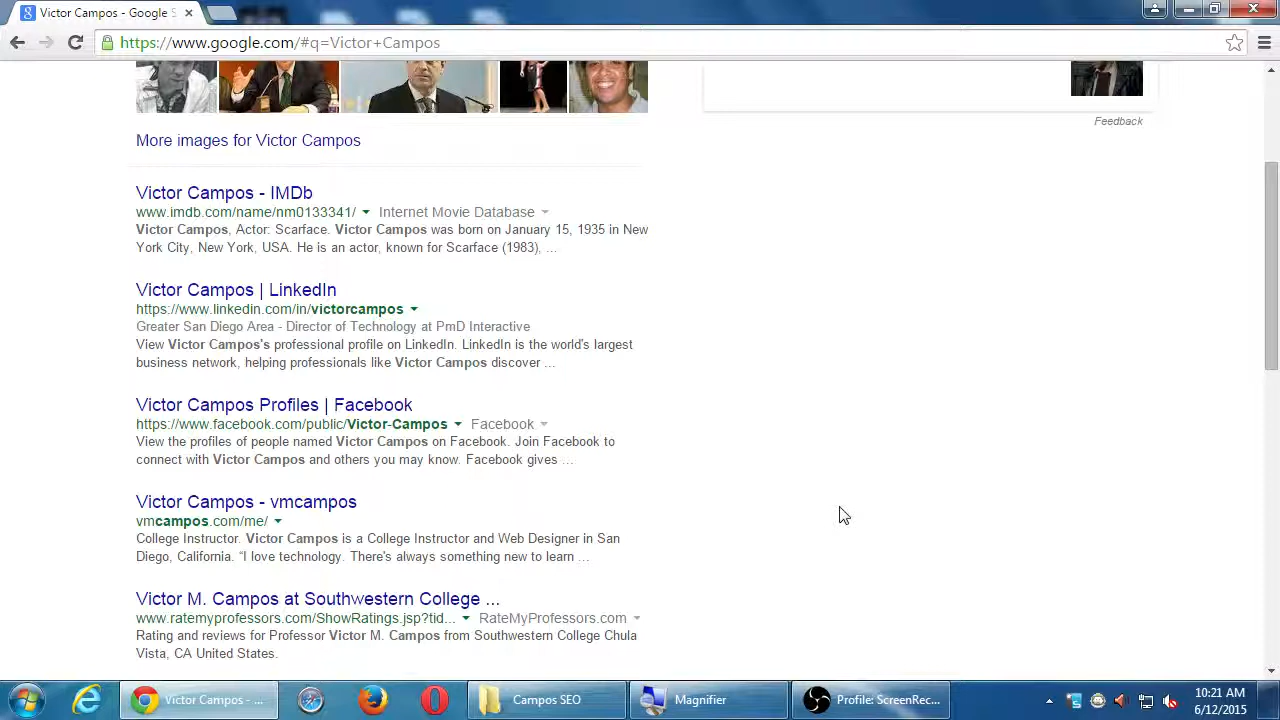 Victor Campos - Google S
https://www.google.com/#q=Victor+Campos
Feedback
More images for Victor Campos
Victor Campos - IMDb
www.imdb.com/name/nm0133341/ Internet Movie Database
Victor Campos, Actor: Scarface. Victor Campos was born on January 15, 1935 in New
York City, New York, USA. He is an actor, known for Scarface (1983), ...
Victor Campos | LinkedIn
https://www.linkedin.com/in/victorcampos
Greater San Diego Area - Director of Technology at PmD Interactive
View Victor Campos's professional profile on LinkedIn. LinkedIn is the world's largest
business network, helping professionals like Victor Campos discover ...
Victor Campos Profiles | Facebook
https://www.facebook.com/public/Victor-Campos Facebook
View the profiles of people named Victor Campos on Facebook. Join Facebook to
connect with Victor Campos and others you may know. Facebook gives ...
Victor Campos - vmcampos
vmcampos.com/me/
College Instructor. Victor Campos is a College Instructor and Web Designer in San
Diego, California. “I love technology. There's always something new to learn ...
Victor M. Campos at Southwestern College ...
www.ratemyprofessors.com/ShowRatings.jsp?tid... RateMyProfessors.com
Rating and reviews for Professor Victor M. Campos from Southwestern College Chula
Vista, CA United States.
Victor Campos - ... Campos SEO Magnifier Profile: ScreenRec... 10:21 AM
6/12/2015